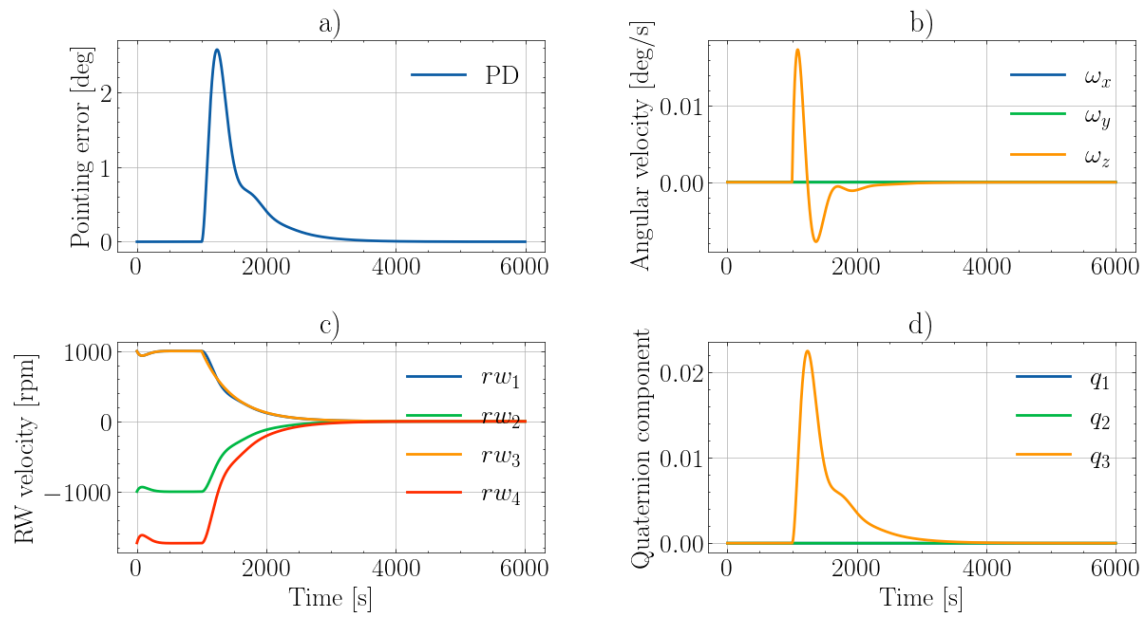 a)
Pointing error [deg]
2
1
0
PD
0 2000 4000 6000
b)
Angular velocity [deg/s]
0.01
0.00
ω_x
ω_y
ω_z
0 2000 4000 6000
c)
RW velocity [rpm]
1000
0
−1000
rw_1
rw_2
rw_3
rw_4
0 2000 4000 6000
Time [s]
d)
Quaternion component
0.02
0.01
0.00
q_1
q_2
q_3
0 2000 4000 6000
Time [s]